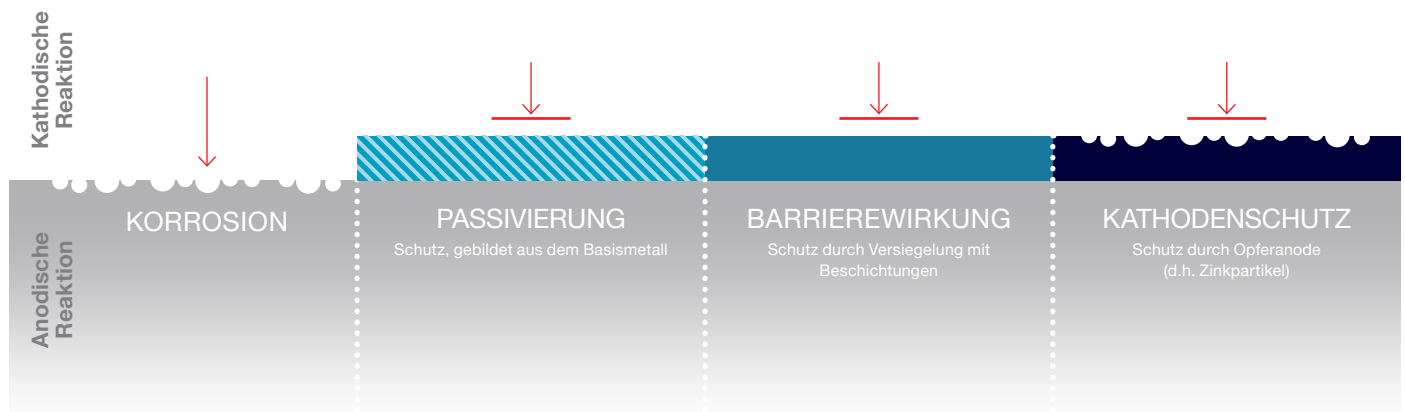 Kathodische
Reaktion
Anodische
Reaktion
KORROSION
PASSIVIERUNG
Schutz, gebildet aus dem Basismetall
BARRIEREWIRKUNG
Schutz durch Versiegelung mit
Beschichtungen
KATHODENSCHUTZ
Schutz durch Opferanode
(d.h. Zinkpartikel)